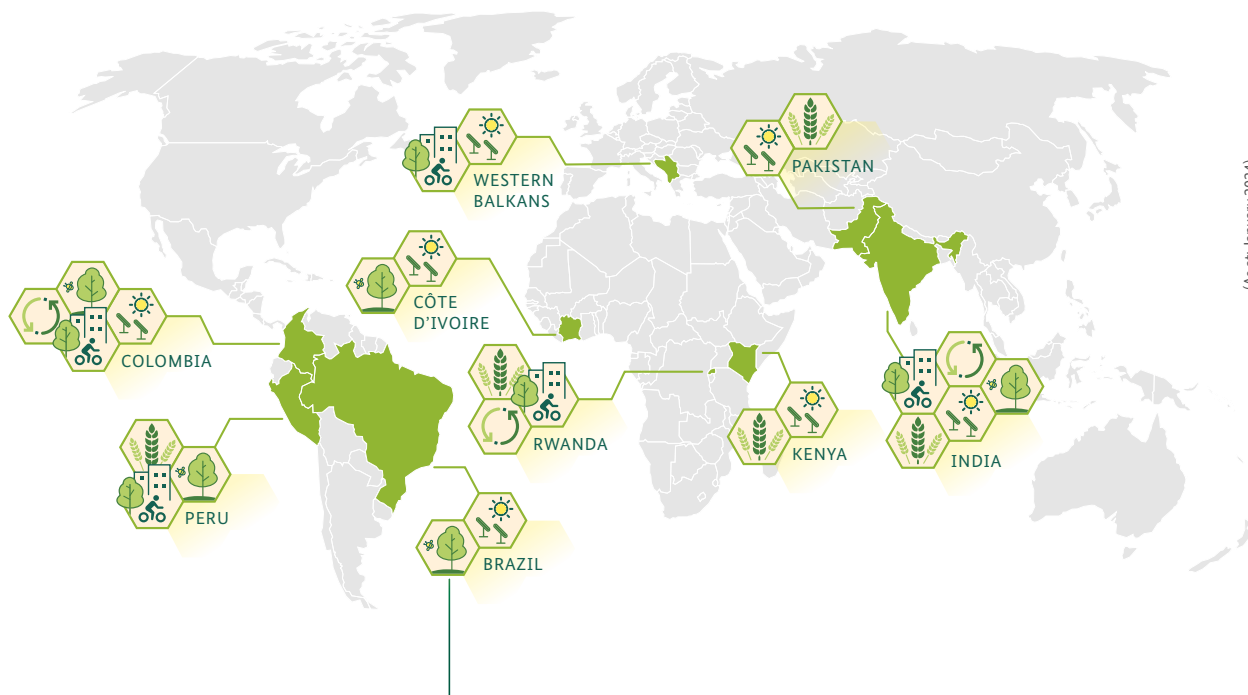 WESTERN
BALKANS
PAKISTAN
CÔTE
D’IVOIRE
COLOMBIA
RWANDA
KENYA
INDIA
PERU
BRAZIL